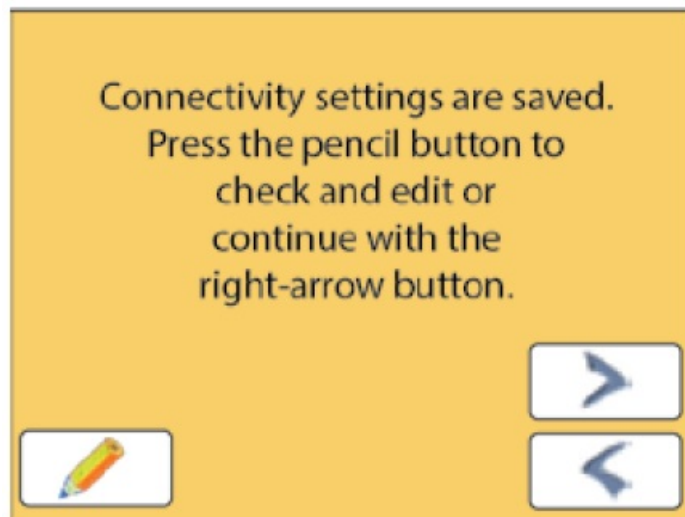 Connectivity settings are saved.
Press the pencil button to
check and edit or
continue with the
right-arrow button.